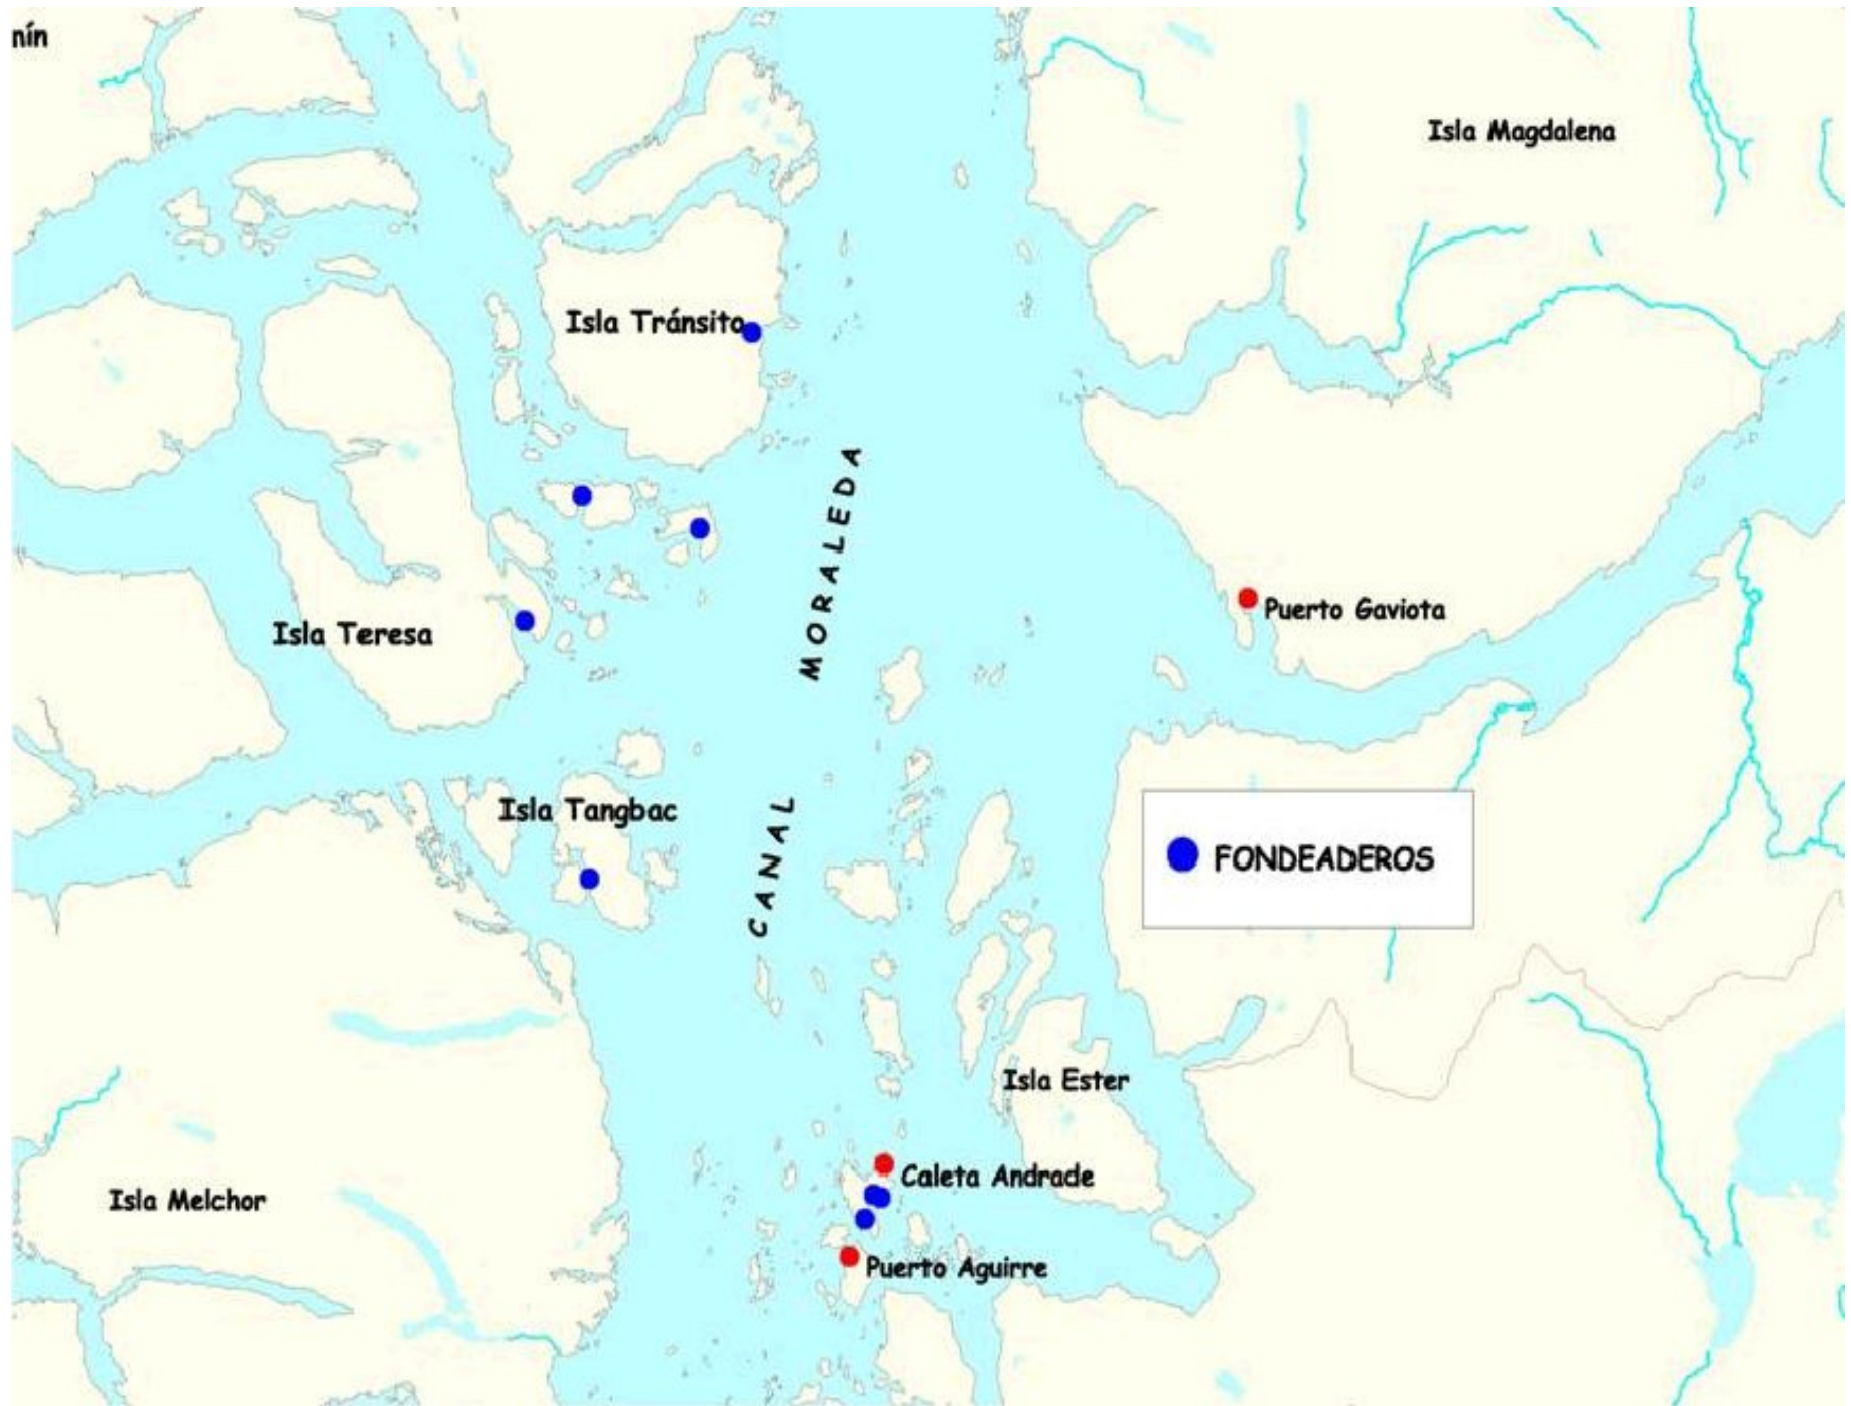 nín
Isla Magdalena
Isla Tránsito
MORALEDA
Puerto Gaviota
Isla Teresa
Isla Tangbac
CANAL
FONDEADEROS
Isla Ester
Caleta Andrade
Isla Melchor
Puerto Aguirre